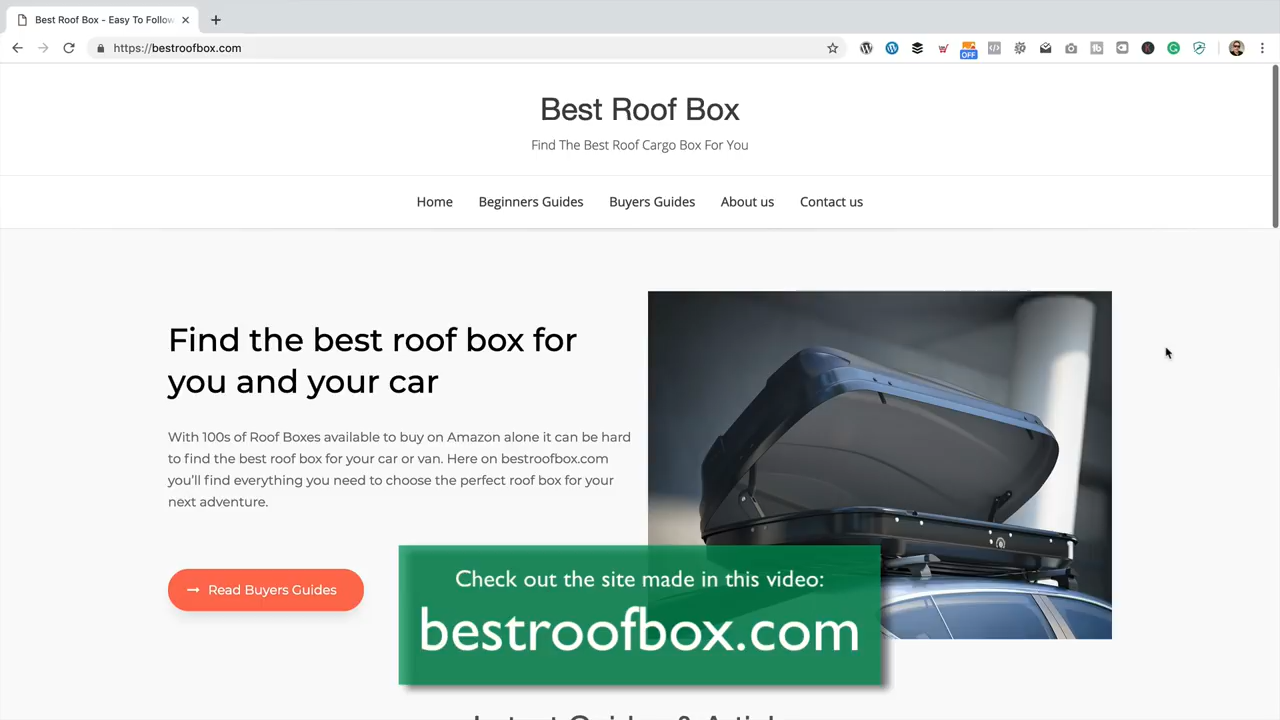 Best Roof Box - Easy To Follow
https://bestroofbox.com
OFF
Best Roof Box
Find The Best Roof Cargo Box For You
Home Beginners Guides Buyers Guides About us Contact us
Find the best roof box for
you and your car
With 100s of Roof Boxes available to buy on Amazon alone it can be hard
to find the best roof box for your car or van. Here on bestroofbox.com
you'll find everything you need to choose the perfect roof box for your
next adventure.
Read Buyers Guides
Check out the site made in this video:
bestroofbox.com